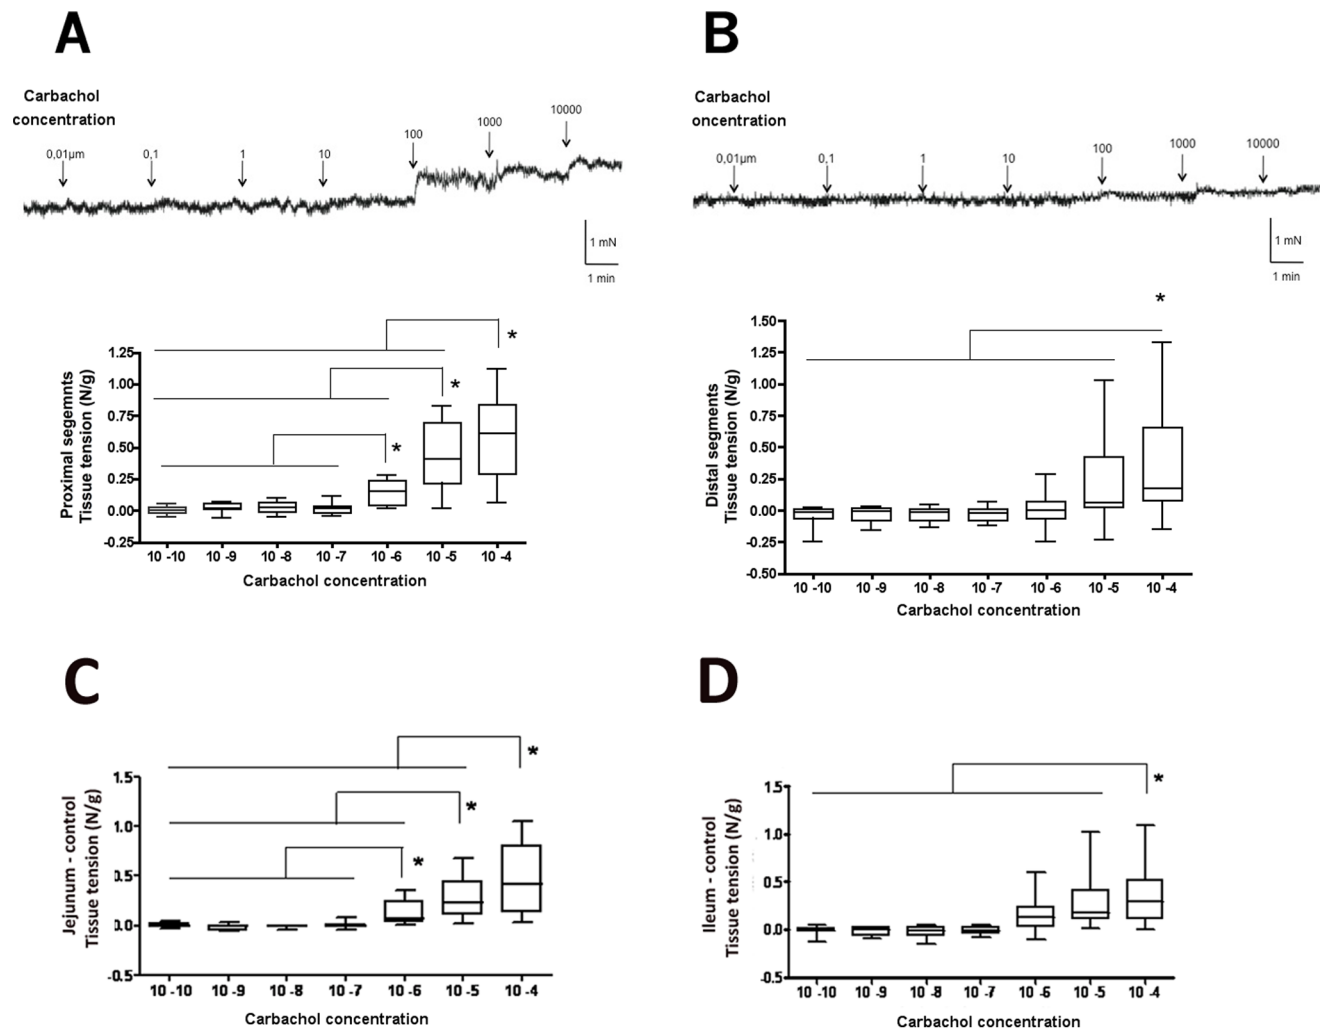 A
Carbachol
concentration
0,01µm
0,1
1
10
100
1000
10000
1 mN
1 min
Proximal segemnts
Tissue tension (N/g)
1.25
1.00
0.75
0.50
0.25
0.00
-0.25
*
*
*
10 -10
10 -9
10 -8
10 -7
10 -6
10 -5
10 -4
Carbachol concentration
B
Carbachol
oncentration
0,01µm
0,1
1
10
100
1000
10000
1 mN
1 min
Distal segments
Tissue tension (N/g)
1.50
1.25
1.00
0.75
0.50
0.25
0.00
-0.25
-0.50
*
10 -10
10 -9
10 -8
10 -7
10 -6
10 -5
10 -4
Carbachol concentration
C
Jejunum - control
Tissue tension (N/g)
1.5
1.0
0.5
0.0
-0.5
*
*
*
10 -10
10 -9
10 -8
10 -7
10 -6
10 -5
10 -4
Carbachol concentration
D
Ileum - control
Tissue tension (N/g)
1.5
1.0
0.5
0.0
-0.5
*
10 -10
10 -9
10 -8
10 -7
10 -6
10 -5
10 -4
Carbachol concentration